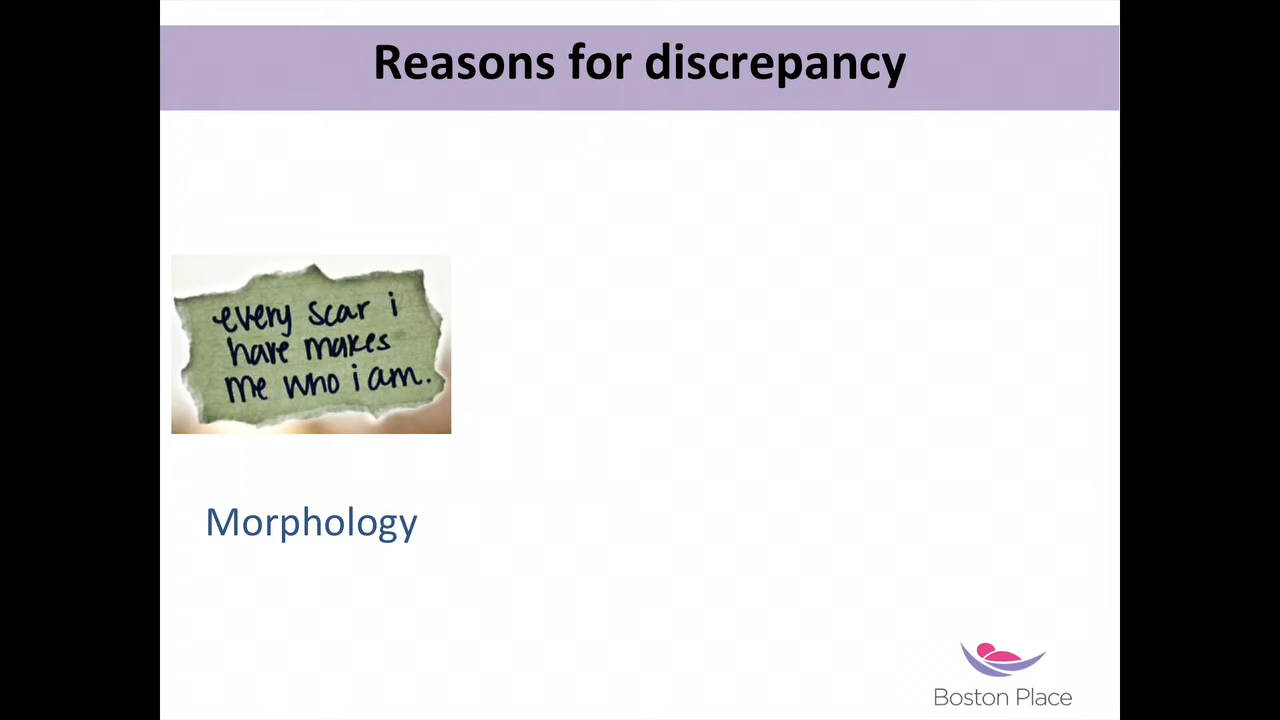 Reasons for discrepancy
every scar i
have makes
me who i am.
Morphology
Boston Place